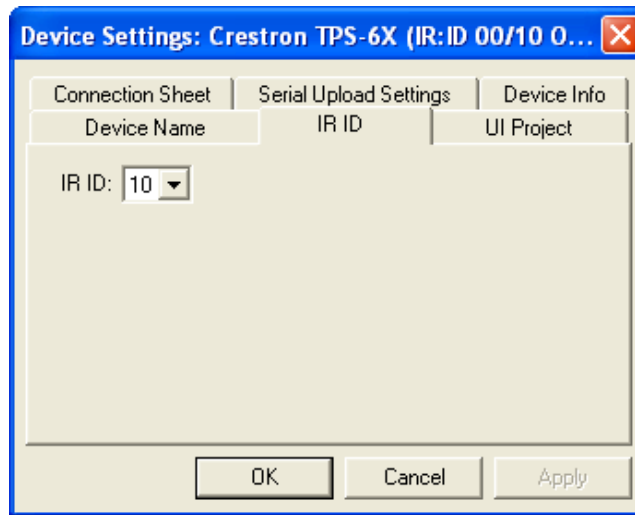 Device Settings: Crestron TPS-6X (IR:ID 00/10 O...
Connection Sheet Serial Upload Settings Device Info
Device Name IR ID UI Project
IR ID: 10
OK Cancel Apply